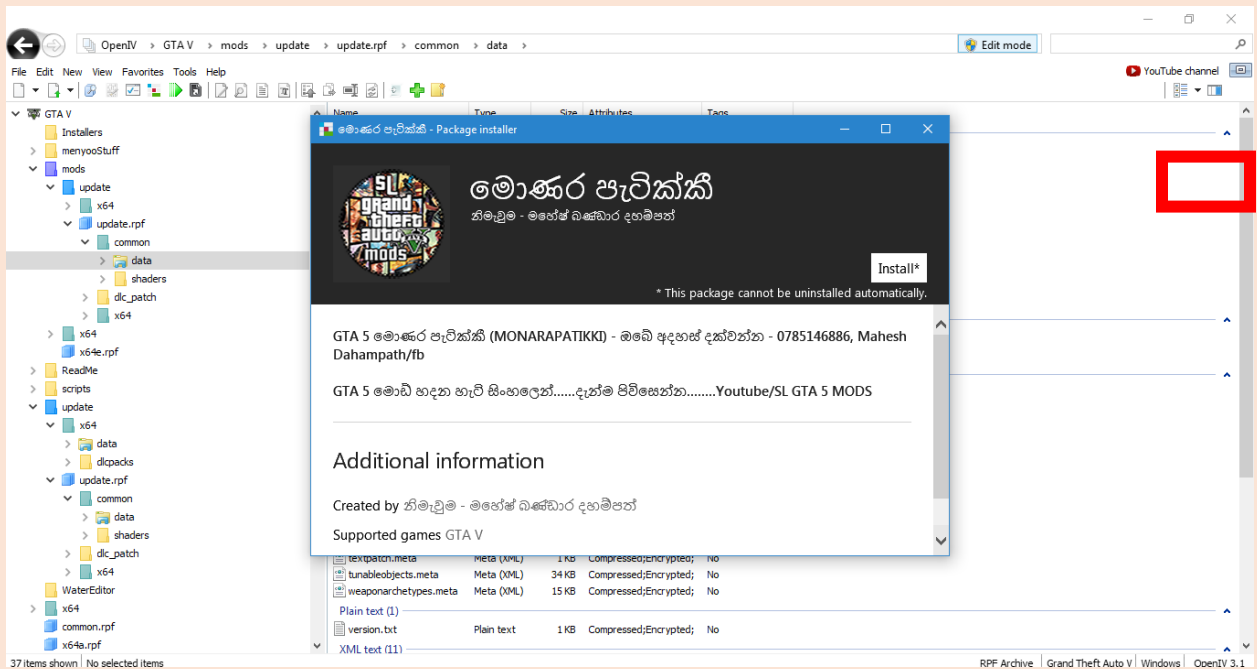 OpenIV > GTA V > mods > update > update.rpf > common > data >
Edit mode
File Edit New View Favorites Tools Help
YouTube channel
GTA V
Installers
menyooStuff
mods
update
x64
update.rpf
common
data
shaders
dlc_patch
x64
x64
x64e.rpf
ReadMe
scripts
update
x64
data
dlcpacks
update.rpf
common
data
shaders
dlc_patch
x64
WaterEditor
x64
common.rpf
x64a.rpf
Name Type Size Attributes Tags
මොණර පැටික්කී - Package installer
SL
grand
theft
auto
V
mods
මොණර පැටික්කී
නිමැවුම - මහේෂ් බණ්ඩාර දහම්පත්
Install*
* This package cannot be uninstalled automatically.
GTA 5 මොණර පැටික්කී (MONARAPATIKKI) - ඔබේ අදහස් දක්වන්න - 0785146886, Mahesh
Dahampath/fb
GTA 5 මොඩ් හදන හැටි සිංහලෙන්......දැන්ම පිවිසෙන්න........Youtube/SL GTA 5 MODS
Additional information
Created by නිමැවුම - මහේෂ් බණ්ඩාර දහම්පත්
Supported games GTA V
textpatch.meta Meta (XML) 1 KB Compressed;Encrypted; No
tunableobjects.meta Meta (XML) 34 KB Compressed;Encrypted; No
weaponarchetypes.meta Meta (XML) 15 KB Compressed;Encrypted; No
Plain text (1)
version.txt Plain text 1 KB Compressed;Encrypted; No
XML text (11)
37 items shown No selected items
RPF Archive Grand Theft Auto V Windows OpenIV 3.1